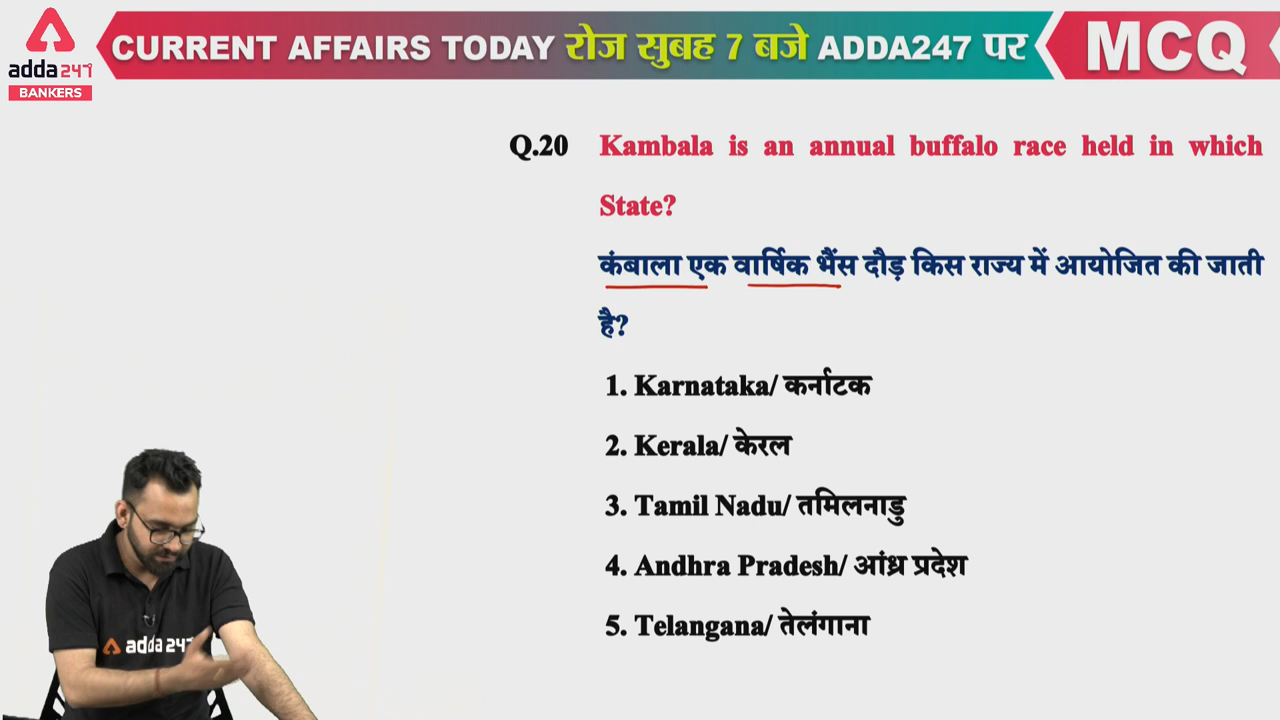 adda247
BANKERS
CURRENT AFFAIRS TODAY रोज सुबह 7 बजे ADDA247 पर
MCQ
Q.20 Kambala is an annual buffalo race held in which
State?
कंबाला एक वार्षिक भैंस दौड़ किस राज्य में आयोजित की जाती
है?
1. Karnataka/ कर्नाटक
2. Kerala/ केरल
3. Tamil Nadu/ तमिलनाडु
4. Andhra Pradesh/ आंध्र प्रदेश
5. Telangana/ तेलंगाना
adda247